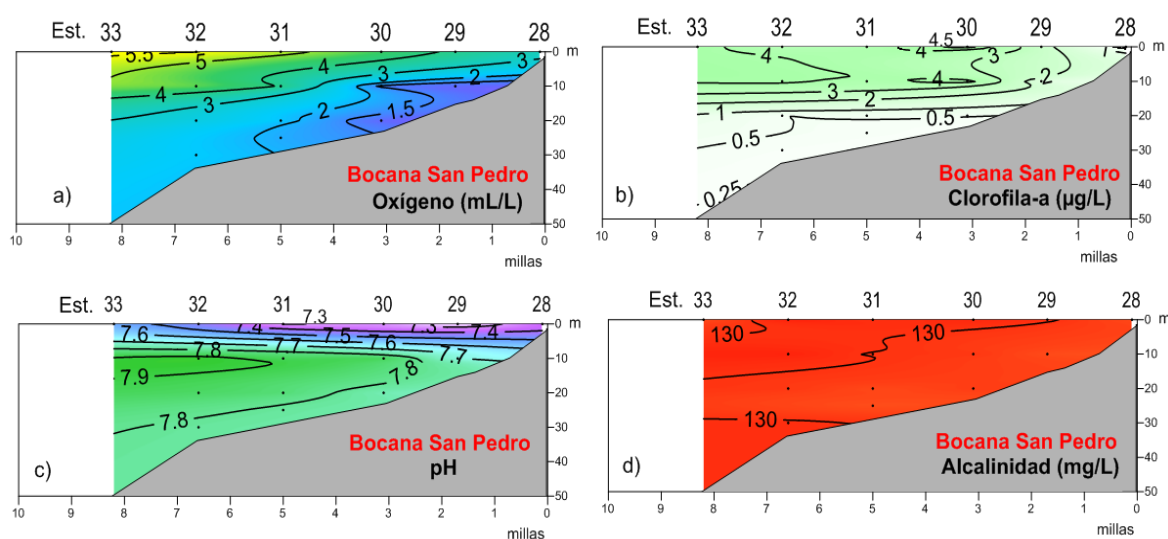 Est. 33 32 31 30 29 28
5.5 5 4 3 2
4 3 2 1.5
0 m
10
20
30
40
50
a)
Bocana San Pedro
Oxígeno (mL/L)
10 9 8 7 6 5 4 3 2 1 0
millas
Est. 33 32 31 30 29 28
4 4 4.5 3 1
3 4 2
1 2
0.5 0.5
0.25
0 m
10
20
30
40
50
b)
Bocana San Pedro
Clorofila-a (µg/L)
10 9 8 7 6 5 4 3 2 1 0
millas
Est. 33 32 31 30 29 28
7.6 7.4 7.3 7.5 7.3 7.4
7.8 7.7 7.6 7.7
7.9 7.8
7.8
0 m
10
20
30
40
50
c)
Bocana San Pedro
pH
10 9 8 7 6 5 4 3 2 1 0
millas
Est. 33 32 31 30 29 28
130 130
130
0 m
10
20
30
40
50
d)
Bocana San Pedro
Alcalinidad (mg/L)
10 9 8 7 6 5 4 3 2 1 0
millas